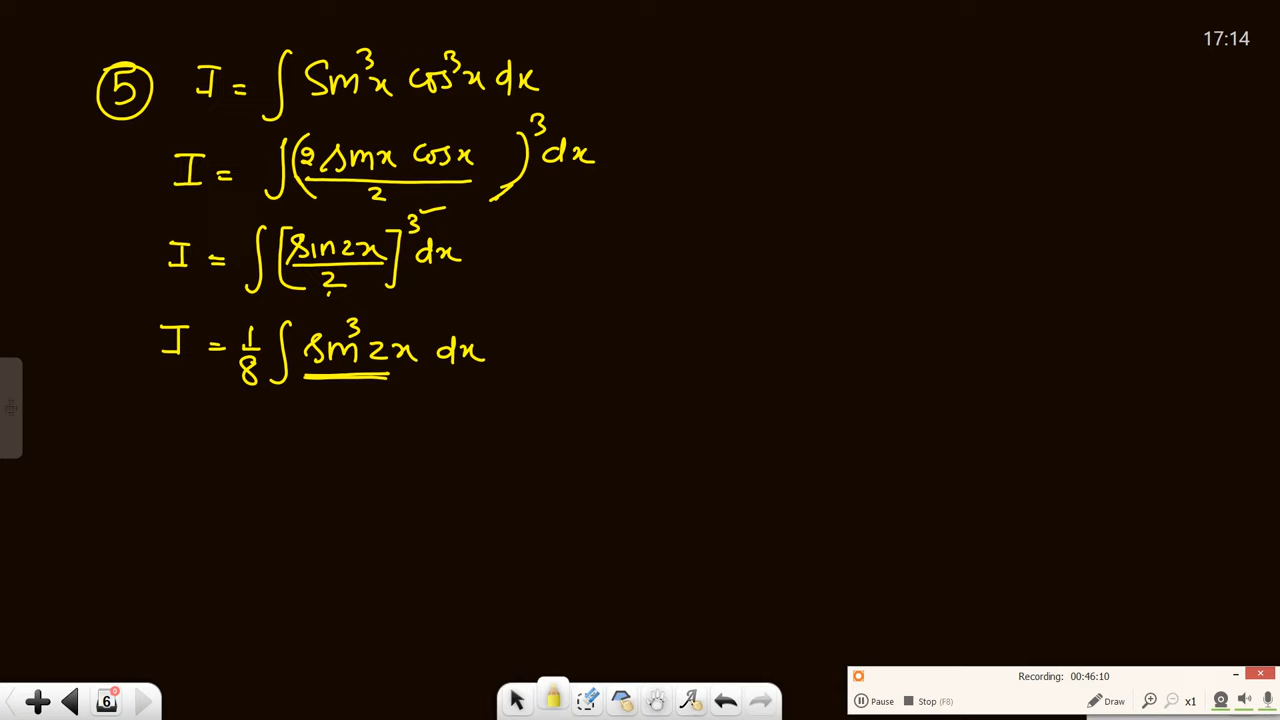 17:14
⑤ I = ∫ Sin³x cos³x dx
I = ∫(2 sinx cosx / 2)³ dx
I = ∫[sin2x / 2]³ dx
I = 1/8 ∫ sin³2x dx
6
0
Recording: 00:46:10
Pause Stop (F8) Draw x1